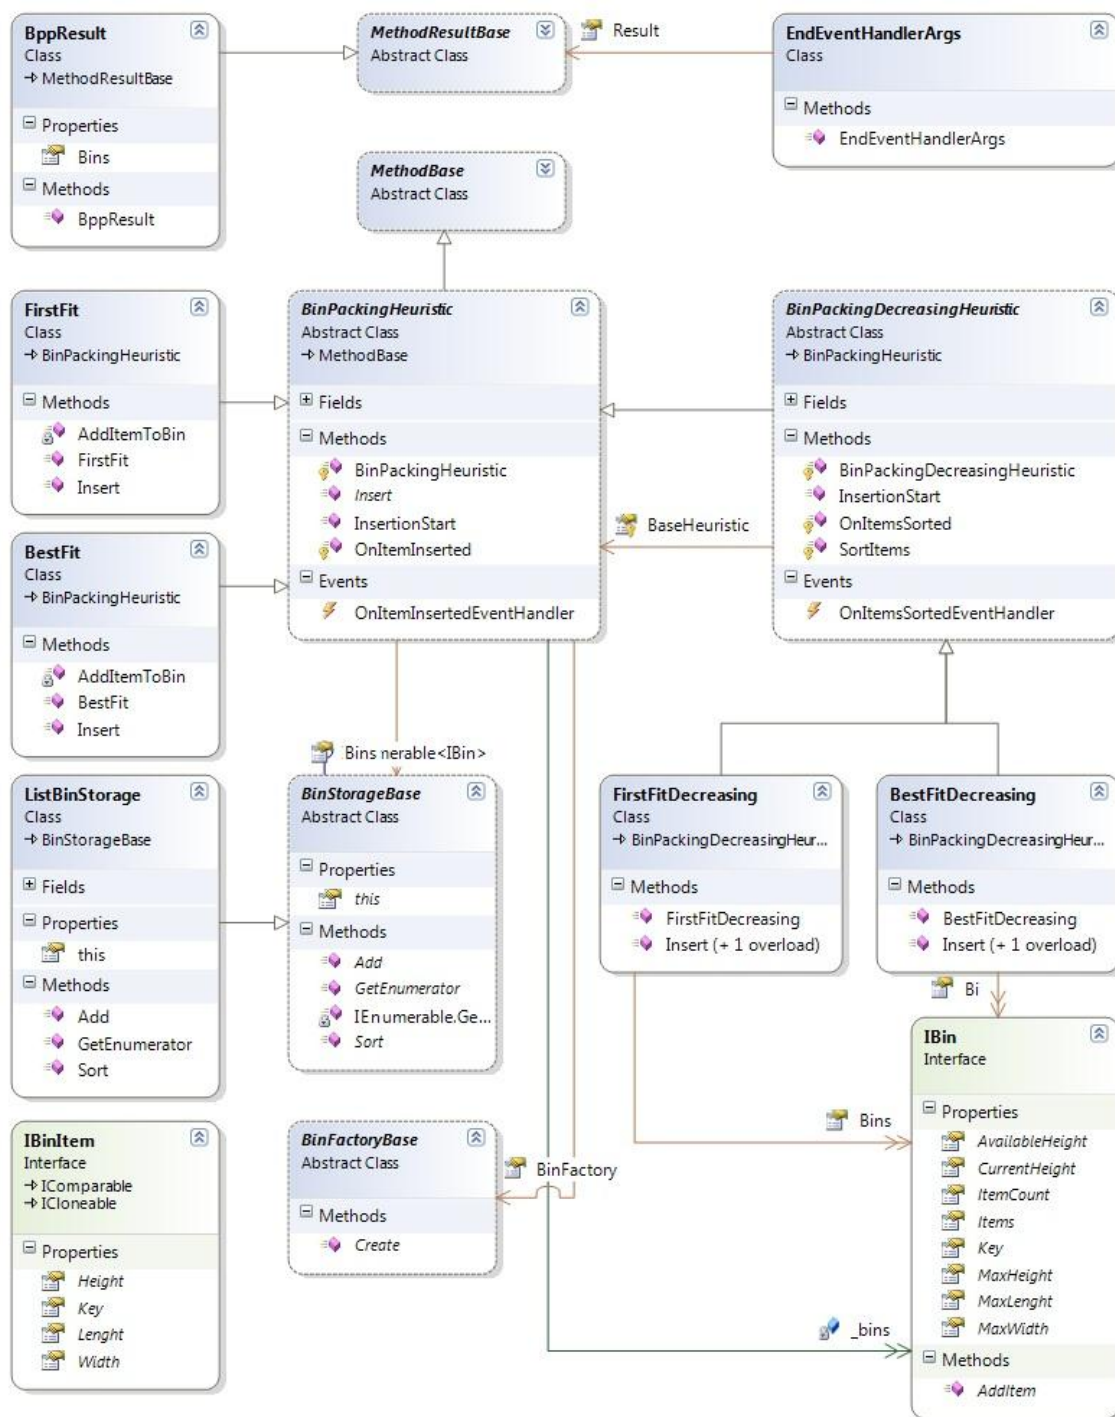 BppResult
Class
MethodResultBase
Properties
Bins
Methods
BppResult
MethodResultBase
Abstract Class
Result
EndEventHandlerArgs
Class
Methods
EndEventHandlerArgs
MethodBase
Abstract Class
FirstFit
Class
BinPackingHeuristic
Methods
AddItemToBin
FirstFit
Insert
BinPackingHeuristic
Abstract Class
MethodBase
Fields
Methods
BinPackingHeuristic
Insert
InsertionStart
OnItemInserted
Events
OnItemInsertedEventHandler
BaseHeuristic
BinPackingDecreasingHeuristic
Abstract Class
BinPackingHeuristic
Fields
Methods
BinPackingDecreasingHeuristic
InsertionStart
OnItemsSorted
SortItems
Events
OnItemsSortedEventHandler
BestFit
Class
BinPackingHeuristic
Methods
AddItemToBin
BestFit
Insert
Bins nerable<IBin>
ListBinStorage
Class
BinStorageBase
Fields
Properties
this
Methods
Add
GetEnumerator
Sort
BinStorageBase
Abstract Class
Properties
this
Methods
Add
GetEnumerator
IEnumerable.Ge...
Sort
FirstFitDecreasing
Class
BinPackingDecreasingHeur...
Methods
FirstFitDecreasing
Insert (+ 1 overload)
BestFitDecreasing
Class
BinPackingDecreasingHeur...
Methods
BestFitDecreasing
Insert (+ 1 overload)
Bi
IBinItem
Interface
IComparable
ICloneable
Properties
Height
Key
Lenght
Width
BinFactoryBase
Abstract Class
Methods
Create
BinFactory
Bins
_bins
IBin
Interface
Properties
AvailableHeight
CurrentHeight
ItemCount
Items
Key
MaxHeight
MaxLenght
MaxWidth
Methods
AddItem